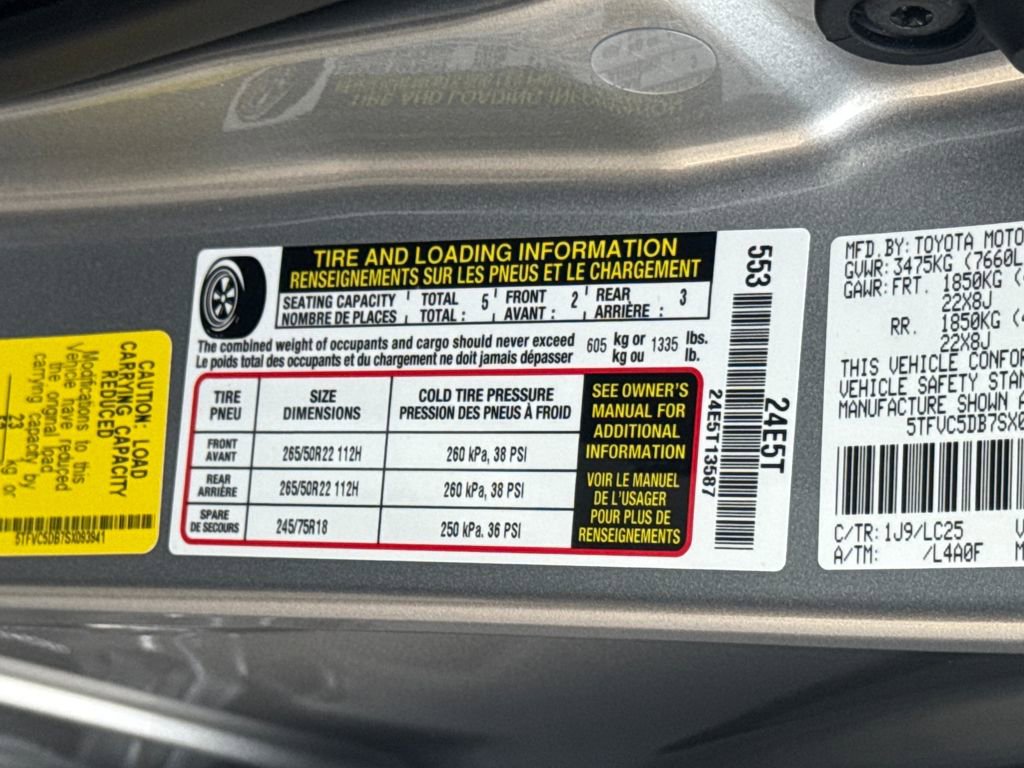 CAUTION: LOAD
CARRYING CAPACITY
REDUCED
Modifications to this
Vehicle have reduced
the original load
carrying capacity by
23
kg or
5TFVC5DB7SX093941
TIRE AND LOADING INFORMATION
RENSEIGNEMENTS SUR LES PNEUS ET LE CHARGEMENT
SEATING CAPACITY TOTAL 5 FRONT 2 REAR 3
NOMBRE DE PLACES TOTAL : AVANT : ARRIÈRE :
The combined weight of occupants and cargo should never exceed 605 kg or 1335 lbs.
Le poids total des occupants et du chargement ne doit jamais dépasser kg ou lb.
TIRE SIZE COLD TIRE PRESSURE
PNEU DIMENSIONS PRESSION DES PNEUS À FROID
FRONT
AVANT 265/50R22 112H 260 kPa, 38 PSI
REAR
ARRIÈRE 265/50R22 112H 260 kPa, 38 PSI
SPARE
DE SECOURS 245/75R18 250 kPa. 36 PSI
SEE OWNER'S
MANUAL FOR
ADDITIONAL
INFORMATION
VOIR LE MANUEL
DE L'USAGER
POUR PLUS DE
RENSEIGNEMENTS
553
24E5T
24E5T13587
MFD.BY:TOYOTA MOTO
GVWR:3475KG (7660L
GAWR:FRT. 1850KG (
22X8J
RR. 1850KG (
22X8J
THIS VEHICLE CONFOR
VEHICLE SAFETY STAN
MANUFACTURE SHOWN A
5TFVC5DB7SX0
C/TR:1J9/LC25
A/TM: /L4A0F